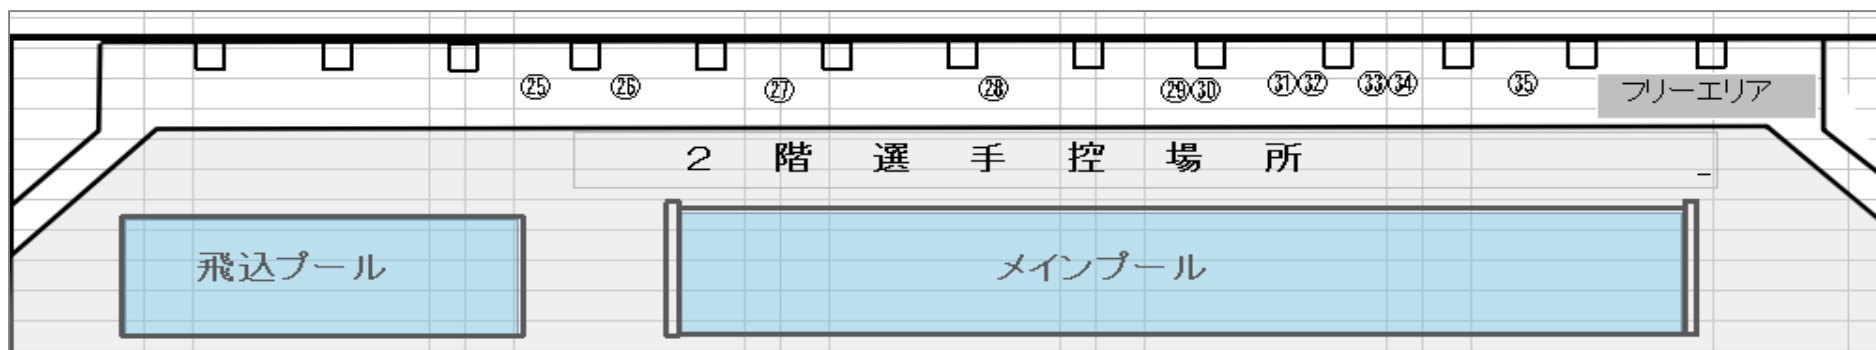 ㉕ ㉖ ㉗ ㉘ ㉙㉚ ㉛㉜ ㉝㉞ ㉟ フリーエリア
２階選手控場所
飛込プール メインプール